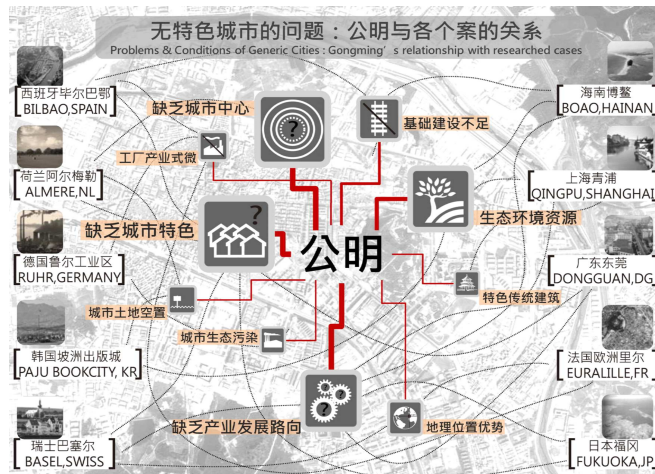 无特色城市的问题：公明与各个案的关系
Problems & Conditions of Generic Cities : Gongming's relationship with researched cases
西班牙毕尔巴鄂
BILBAO,SPAIN
缺乏城市中心
?
基础建设不足
海南博鳌
BOAO,HAINAN
工厂产业式微
荷兰阿尔梅勒
ALMERE,NL
上海青浦
QINGPU,SHANGHAI
生态环境资源
?
缺乏城市特色
公明
德国鲁尔工业区
RUHR,GERMANY
广东东莞
DONGGUAN,DG
特色传统建筑
城市土地空置
城市生态污染
韩国坡洲出版城
PAJU BOOKCITY, KR
法国欧洲里尔
EURALILLE,FR
?
?
缺乏产业发展路向
地理位置优势
瑞士巴塞尔
BASEL,SWISS
日本福冈
FUKUOKA,JP